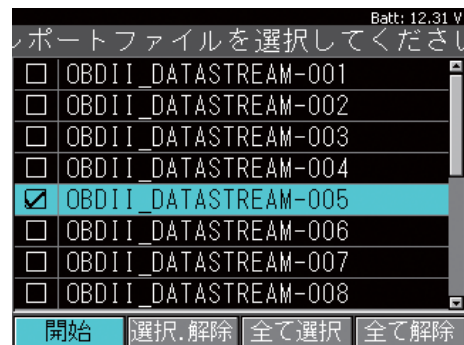 Batt: 12.31 V
レポートファイルを選択してくださし
OBDII_DATASTREAM-001
OBDII_DATASTREAM-002
OBDII_DATASTREAM-003
OBDII_DATASTREAM-004
OBDII_DATASTREAM-005
OBDII_DATASTREAM-006
OBDII_DATASTREAM-007
OBDII_DATASTREAM-008
開始 選択.解除 全て選択 全て解除